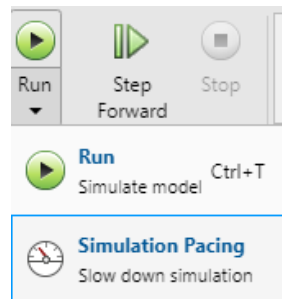 Run Step Stop
Forward
Run
Simulate model Ctrl+T
Simulation Pacing
Slow down simulation